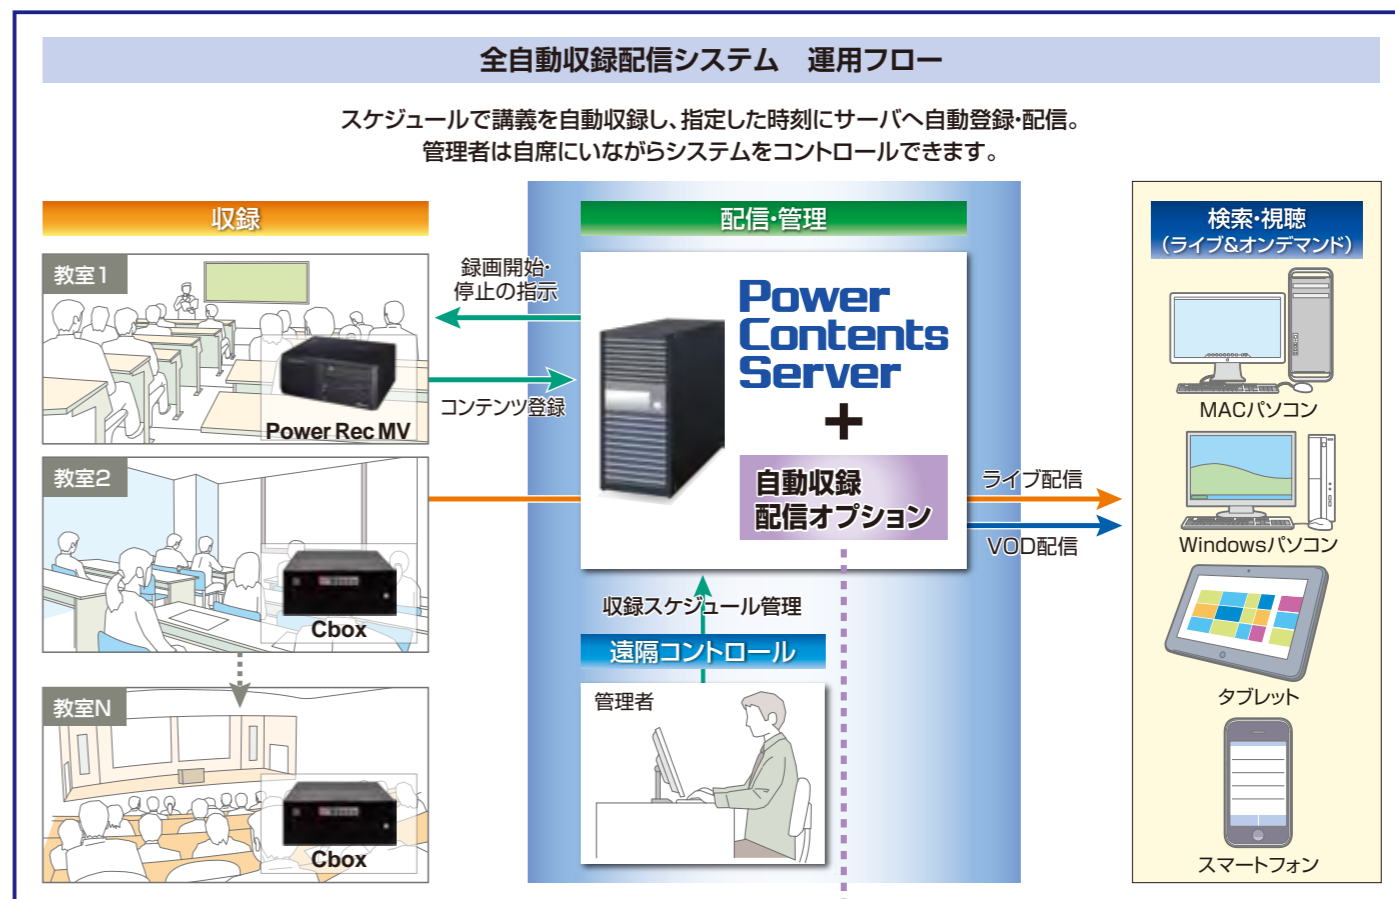 全自動収録配信システム　運用フロー
スケジュールで講義を自動収録し、指定した時刻にサーバへ自動登録・配信。
管理者は自席にいながらシステムをコントロールできます。
収録
教室1
Power Rec MV
教室2
Cbox
教室N
Cbox
録画開始・
停止の指示
コンテンツ登録
配信・管理
Power
Contents
Server
+
自動収録
配信オプション
収録スケジュール管理
遠隔コントロール
管理者
ライブ配信
VOD配信
検索・視聴
（ライブ&オンデマンド）
MACパソコン
Windowsパソコン
タブレット
スマートフォン